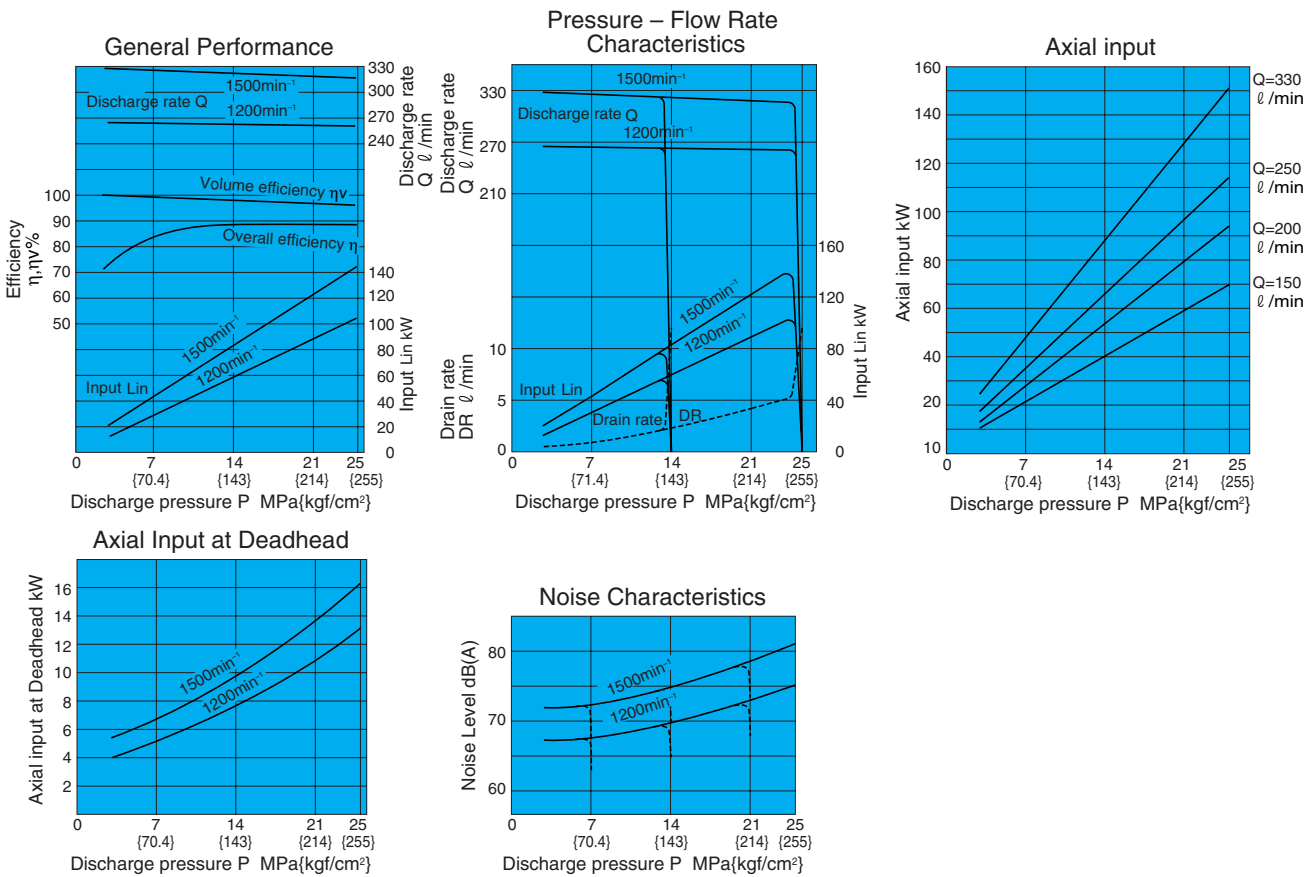 General Performance
330
300
270
240
Discharge rate
Q ℓ/min
1500min⁻¹
Discharge rate Q
1200min⁻¹
Volume efficiency ηv
Overall efficiency η
100
90
80
70
60
50
Efficiency
η,ηv%
140
120
100
80
60
40
20
0
Input Lin kW
1500min⁻¹
1200min⁻¹
Input Lin
0
7
14
21
25
{70.4}
{143}
{214}
{255}
Discharge pressure P MPa{kgf/cm²}
Pressure – Flow Rate
Characteristics
330
270
210
Discharge rate
Q ℓ/min
1500min⁻¹
Discharge rate Q
1200min⁻¹
160
120
80
40
0
Input Lin kW
10
5
0
Drain rate
DR ℓ/min
1500min⁻¹
1200min⁻¹
Input Lin
Drain rate
DR
0
7
14
21
25
{71.4}
{143}
{214}
{255}
Discharge pressure P MPa{kgf/cm²}
Axial input
160
140
120
100
80
60
40
20
10
Axial input kW
Q=330
ℓ/min
Q=250
ℓ/min
Q=200
ℓ/min
Q=150
ℓ/min
0
7
14
21
25
{70.4}
{143}
{214}
{255}
Discharge pressure P MPa{kgf/cm²}
Axial Input at Deadhead
16
14
12
10
8
6
4
2
Axial input at Deadhead kW
1500min⁻¹
1200min⁻¹
0
7
14
21
25
{70.4}
{143}
{214}
{255}
Discharge pressure P MPa{kgf/cm²}
Noise Characteristics
80
70
60
Noise Level dB(A)
1500min⁻¹
1200min⁻¹
0
7
14
21
25
{70.4}
{143}
{214}
{255}
Discharge pressure P MPa{kgf/cm²}